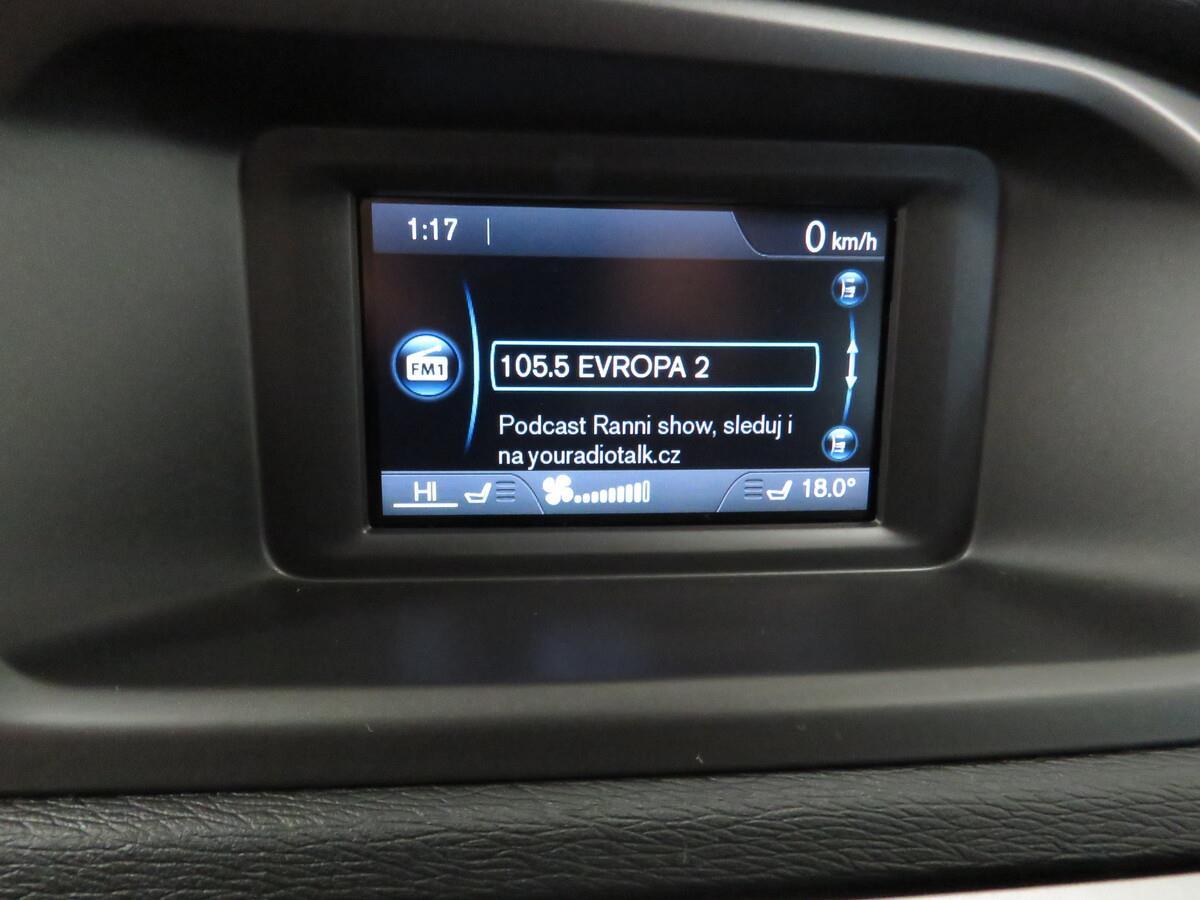 1:17
0 km/h
FM1
105.5 EVROPA 2
Podcast Ranni show, sleduj i
na youradiotalk.cz
HI 18.0°